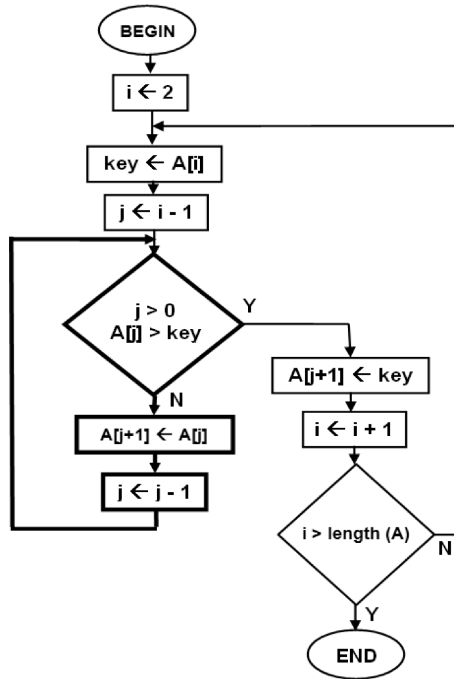 BEGIN
i ← 2
key ← A[i]
j ← i - 1
j > 0
A[j] > key
Y
N
A[j+1] ← A[j]
j ← j - 1
A[j+1] ← key
i ← i + 1
i > length (A)
N
Y
END